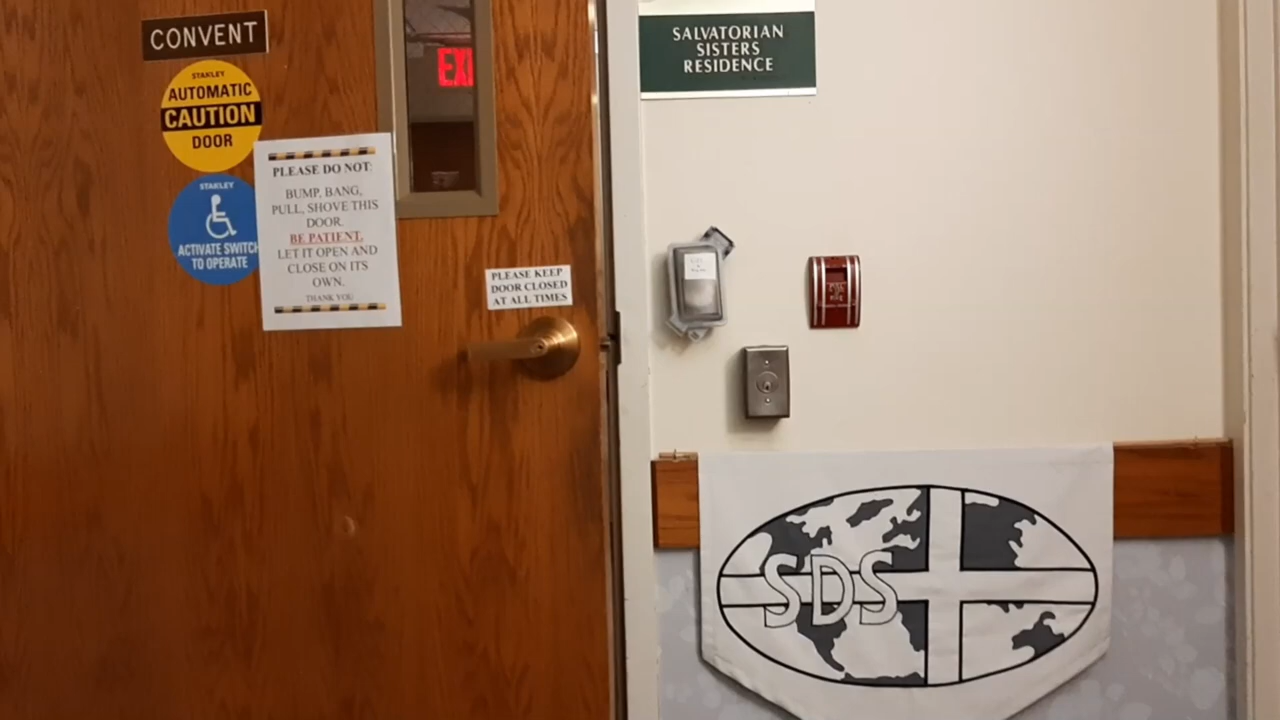 CONVENT
STANLEY
AUTOMATIC
CAUTION
DOOR
STANLEY
ACTIVATE SWITCH
TO OPERATE
PLEASE DO NOT:
BUMP, BANG,
PULL, SHOVE THIS
DOOR.
BE PATIENT.
LET IT OPEN AND
CLOSE ON ITS
OWN.
THANK YOU
EXI
PLEASE KEEP
DOOR CLOSED
AT ALL TIMES
SALVATORIAN
SISTERS
RESIDENCE
SDS